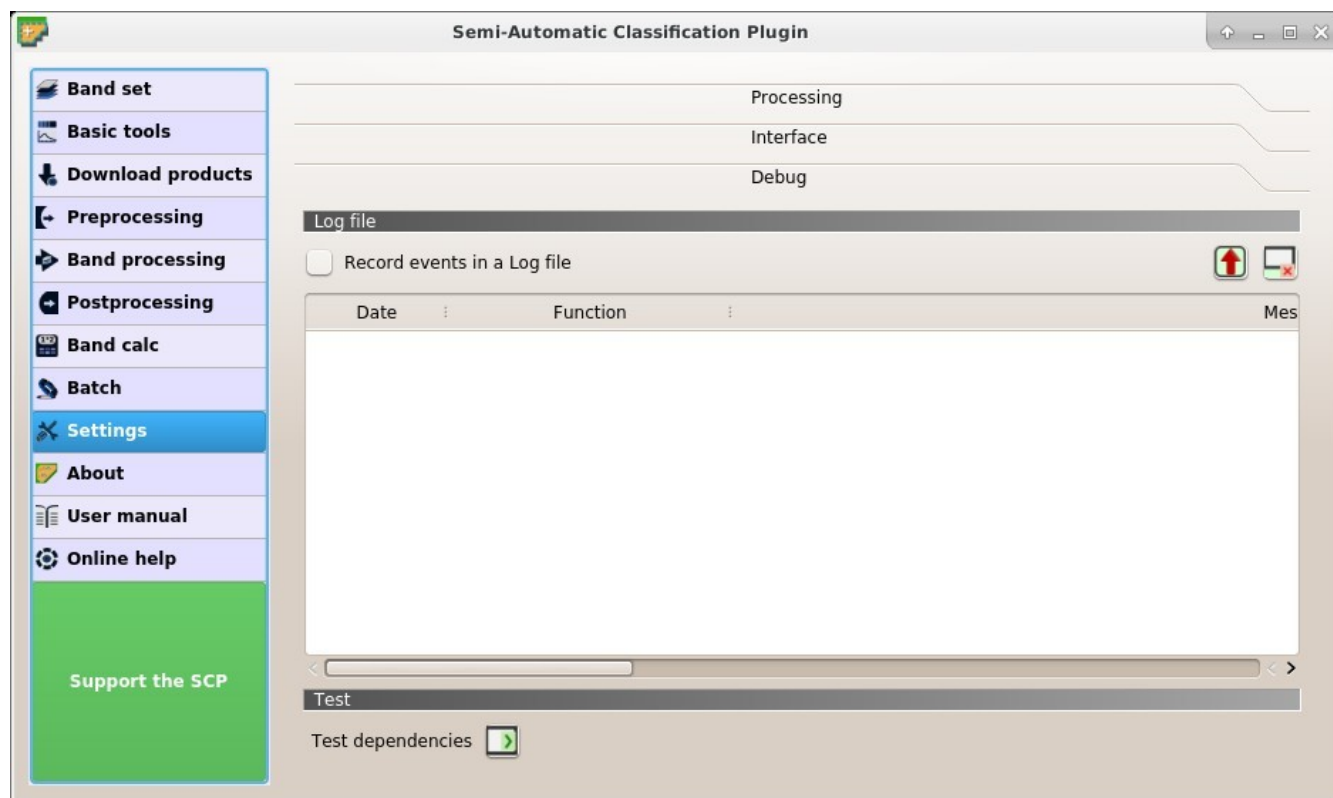 Semi-Automatic Classification Plugin
Band set
Basic tools
Download products
Preprocessing
Band processing
Postprocessing
Band calc
Batch
Settings
About
User manual
Online help
Support the SCP
Processing
Interface
Debug
Log file
Record events in a Log file
Date Function Mes
Test
Test dependencies